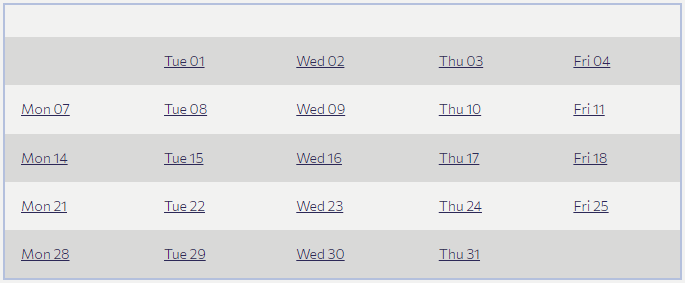 Tue 01 Wed 02 Thu 03 Fri 04
Mon 07 Tue 08 Wed 09 Thu 10 Fri 11
Mon 14 Tue 15 Wed 16 Thu 17 Fri 18
Mon 21 Tue 22 Wed 23 Thu 24 Fri 25
Mon 28 Tue 29 Wed 30 Thu 31